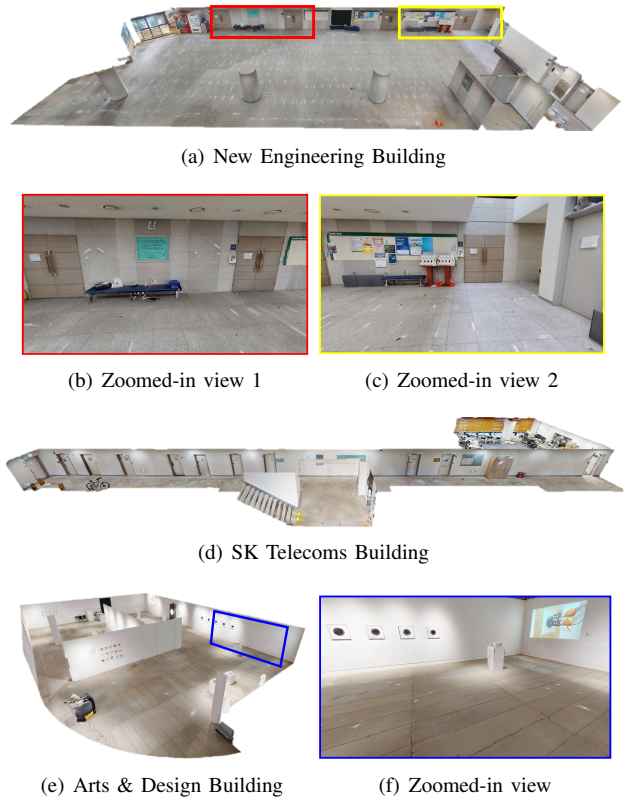 (a) New Engineering Building
(b) Zoomed-in view 1
(c) Zoomed-in view 2
(d) SK Telecoms Building
(e) Arts & Design Building
(f) Zoomed-in view